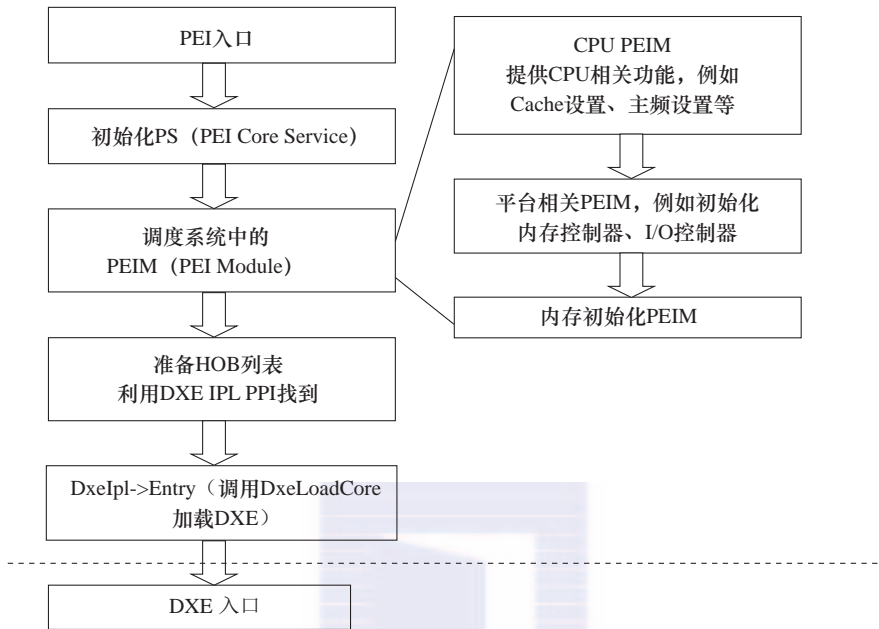 PEI入口
初始化PS（PEI Core Service）
调度系统中的
PEIM（PEI Module）
准备HOB列表
利用DXE IPL PPI找到
DxeIpl->Entry（调用DxeLoadCore
加载DXE）
DXE 入口
CPU PEIM
提供CPU相关功能，例如
Cache设置、主频设置等
平台相关PEIM，例如初始化
内存控制器、I/O控制器
内存初始化PEIM